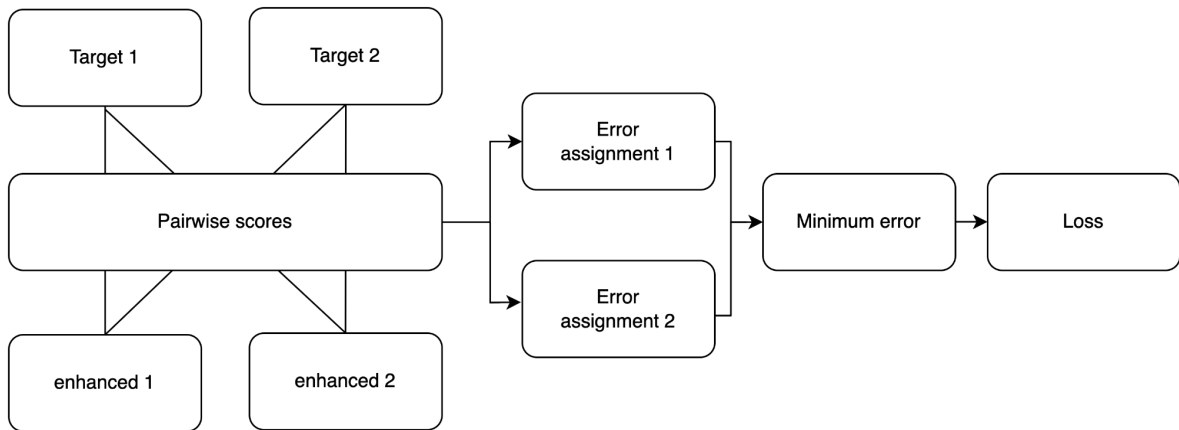 Target 1
Target 2
Pairwise scores
enhanced 1
enhanced 2
Error
assignment 1
Error
assignment 2
Minimum error
Loss